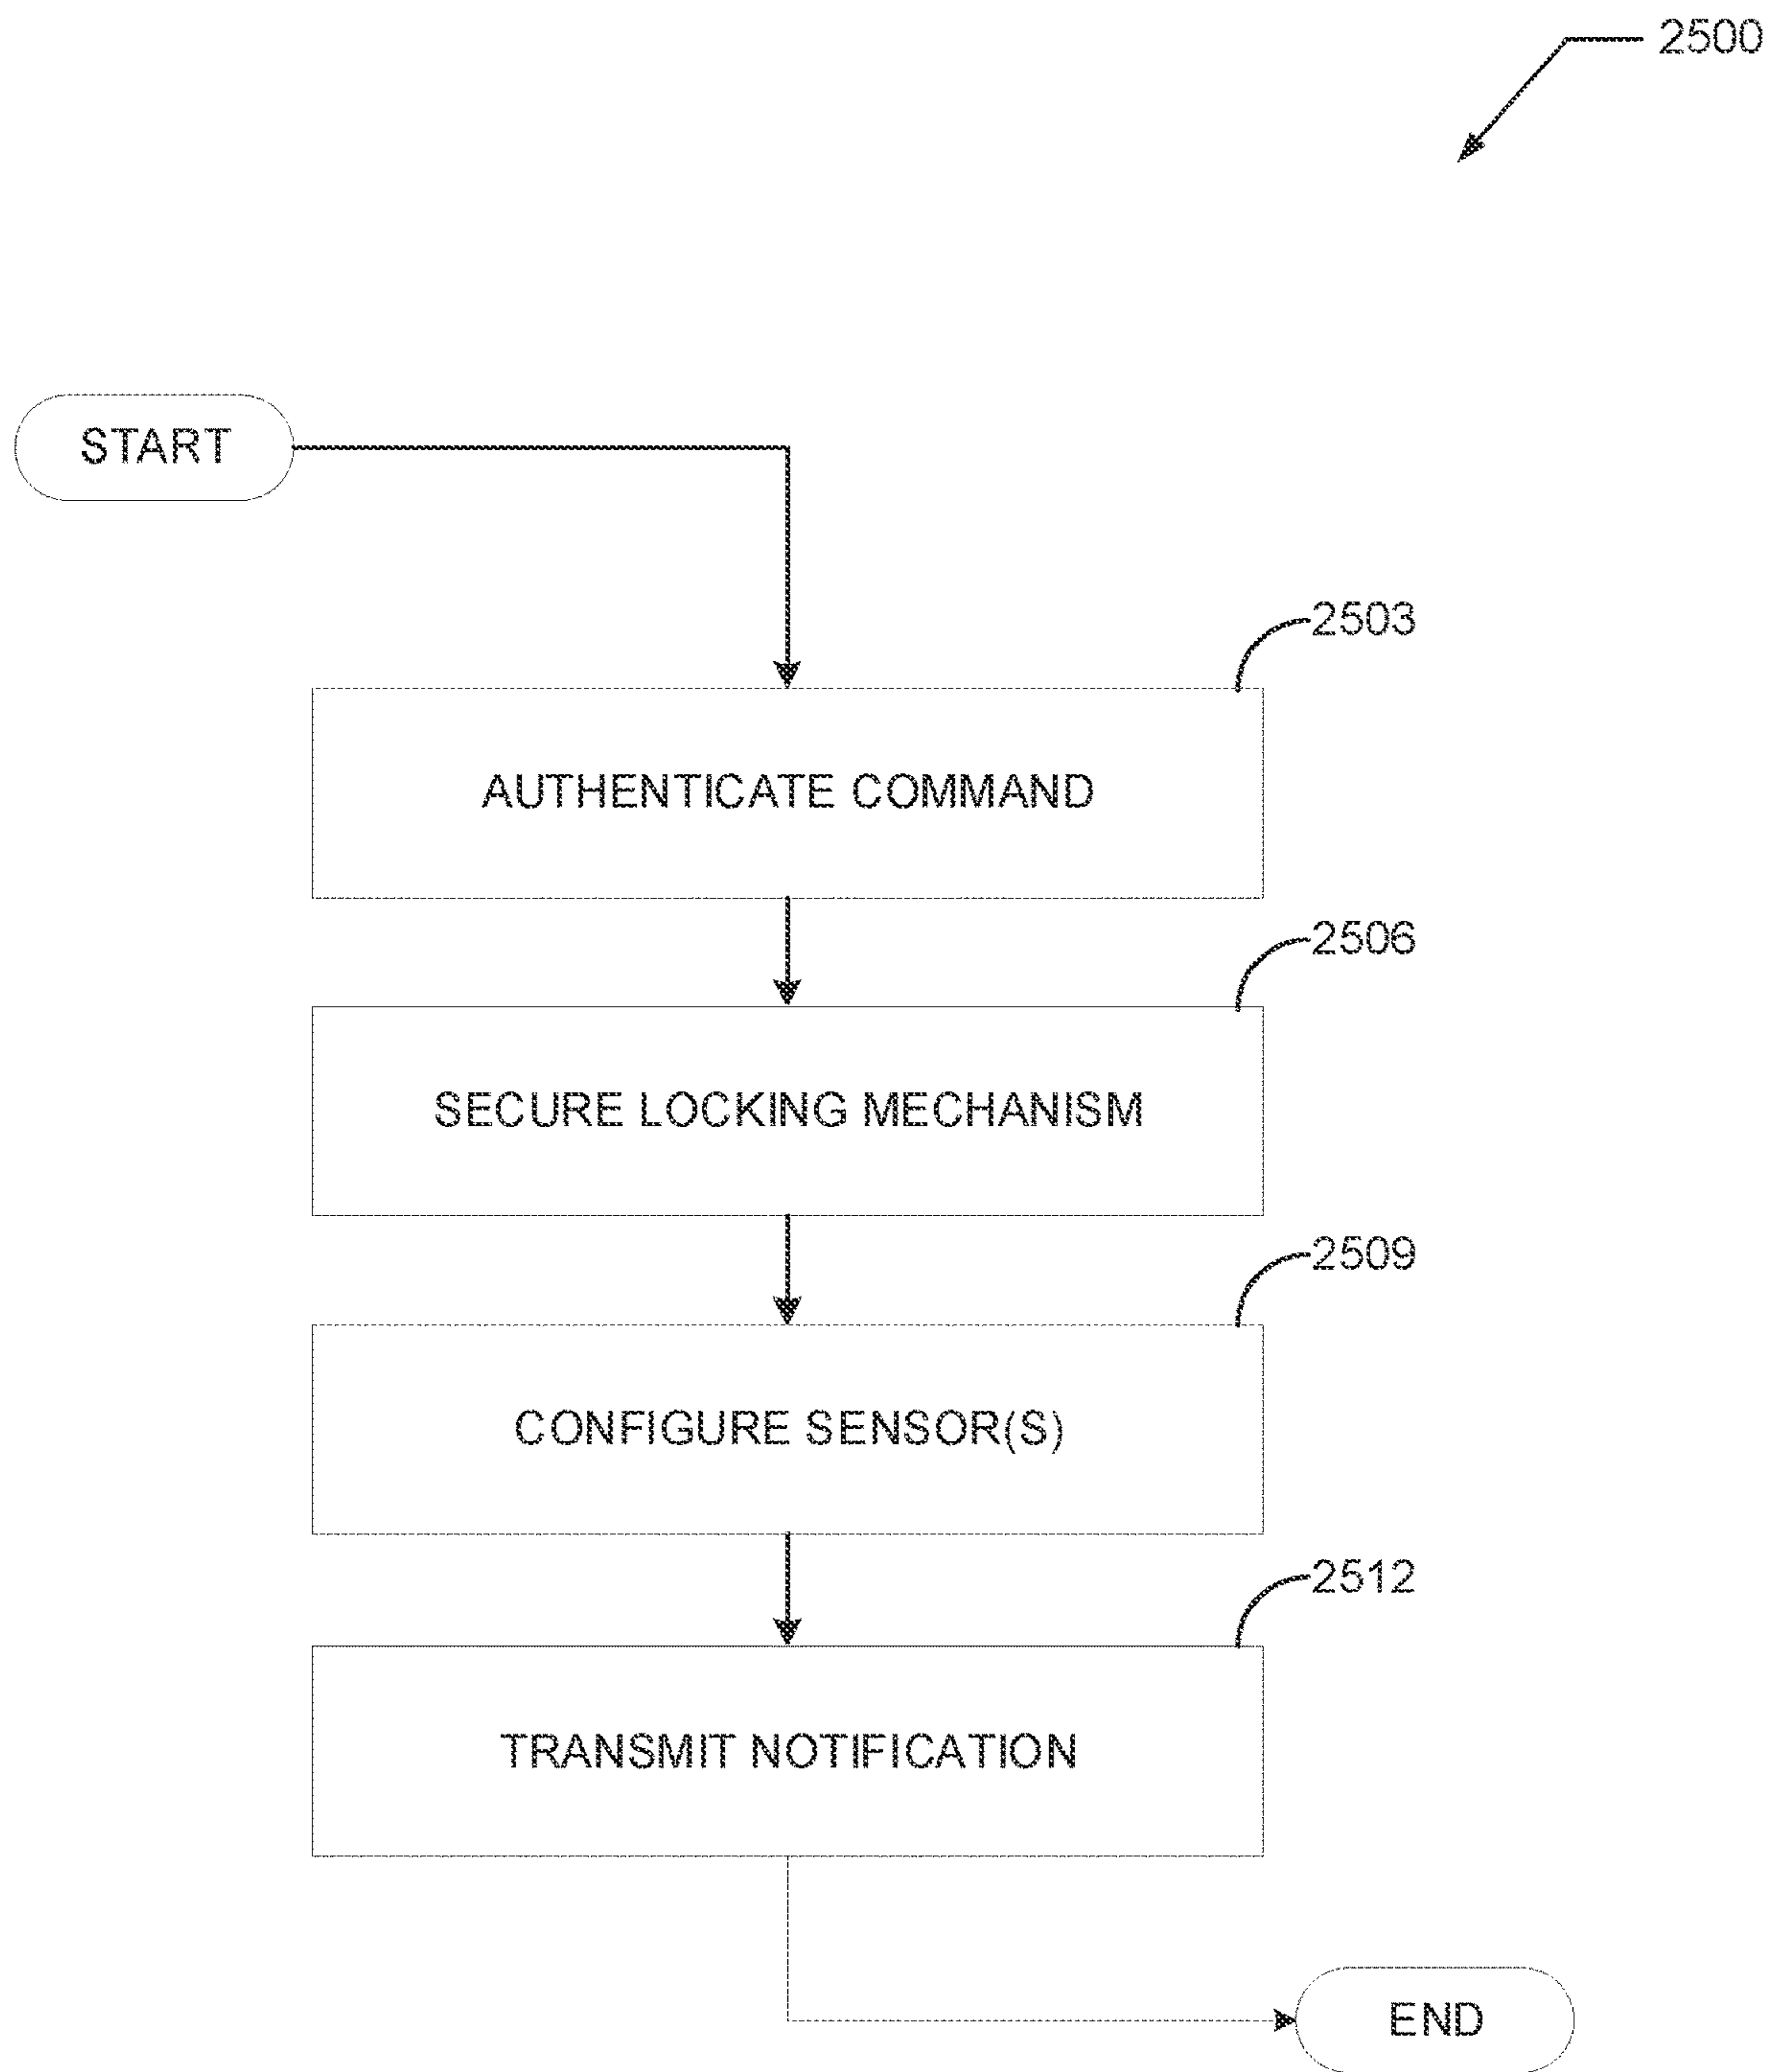 2500
START
2503
AUTHENTICATE COMMAND
2506
SECURE LOCKING MECHANISM
2509
CONFIGURE SENSOR(S)
2512
TRANSMIT NOTIFICATION
END